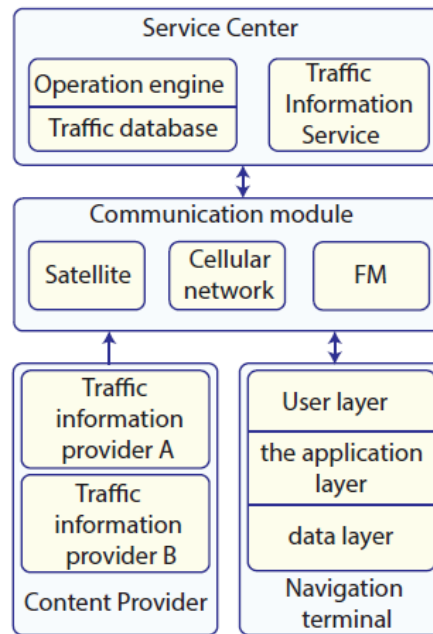 Service Center
Operation engine
Traffic database
Traffic
Information
Service
Communication module
Satellite
Cellular
network
FM
Traffic
information
provider A
Traffic
information
provider B
Content Provider
User layer
the application
layer
data layer
Navigation
terminal